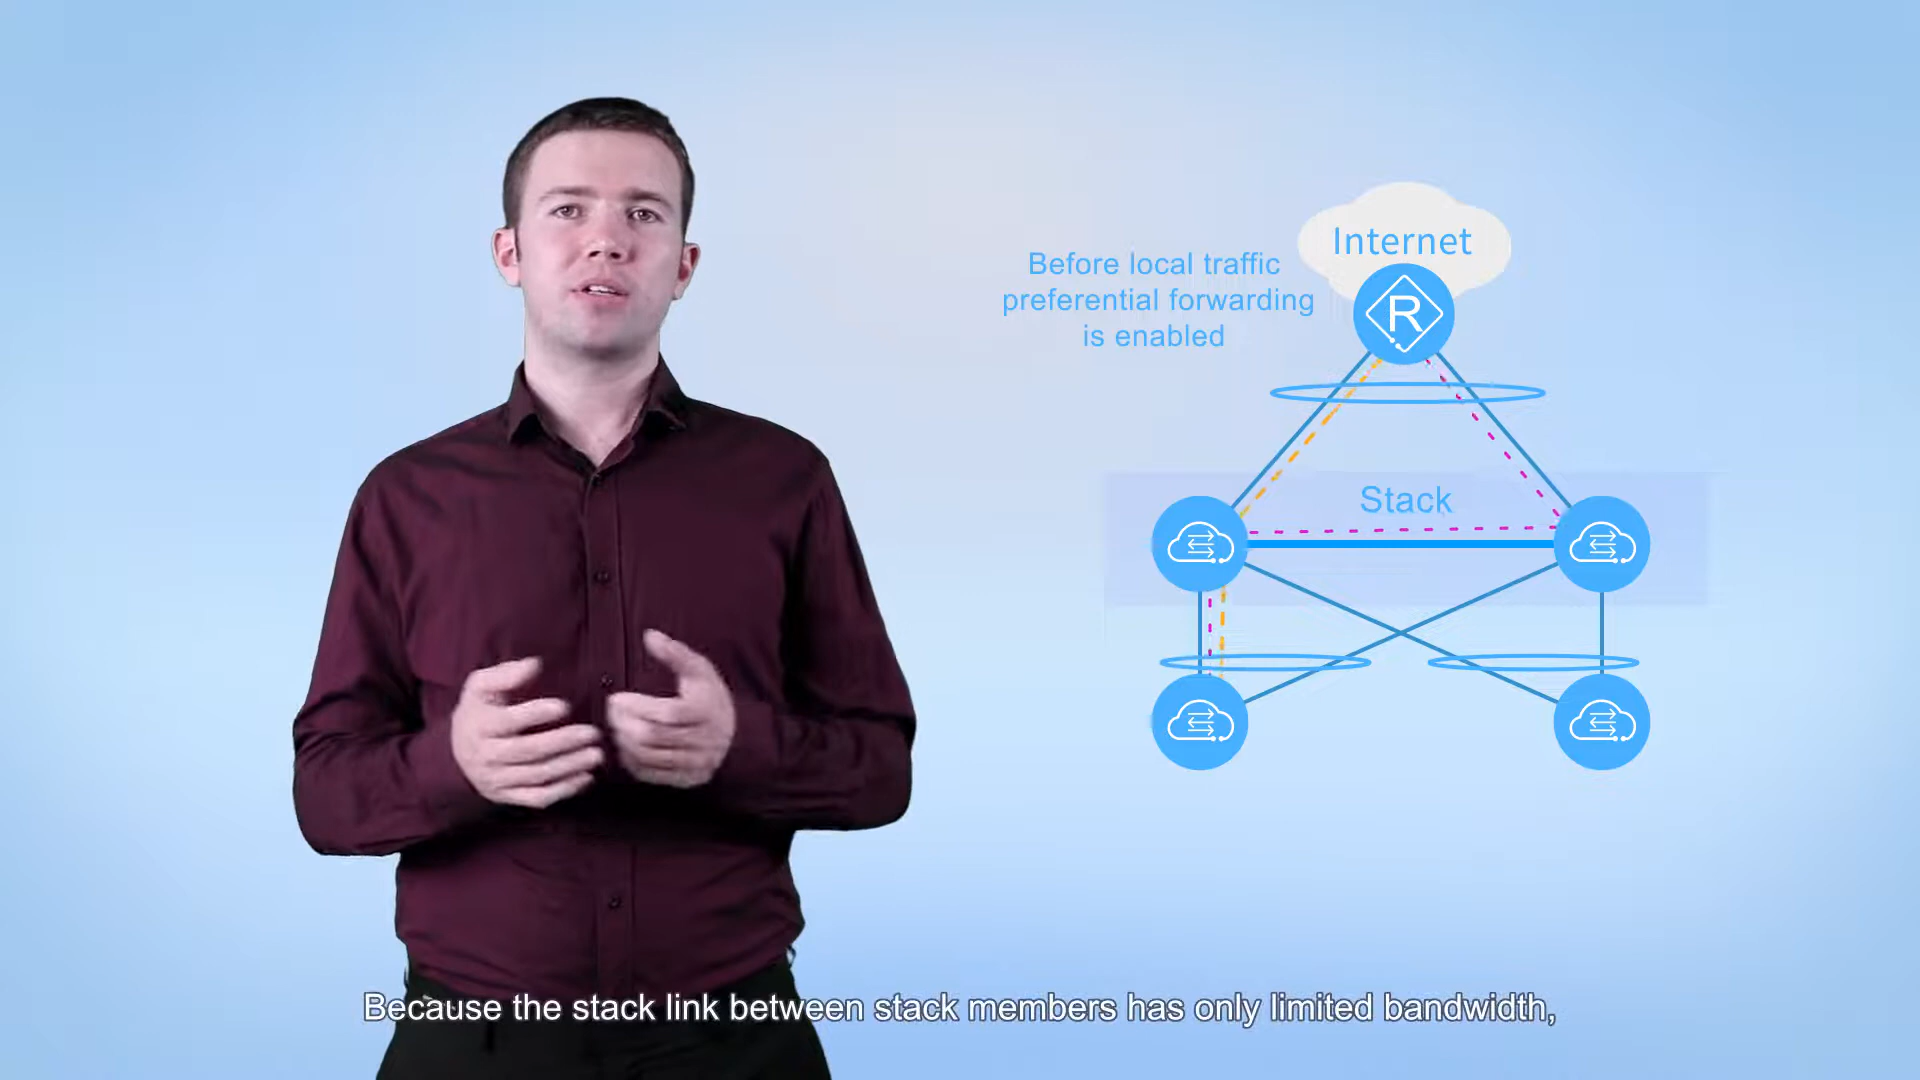 Internet
Before local traffic
preferential forwarding
is enabled
R
Stack
Because the stack link between stack members has only limited bandwidth,